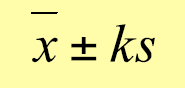 x̄ ± ks